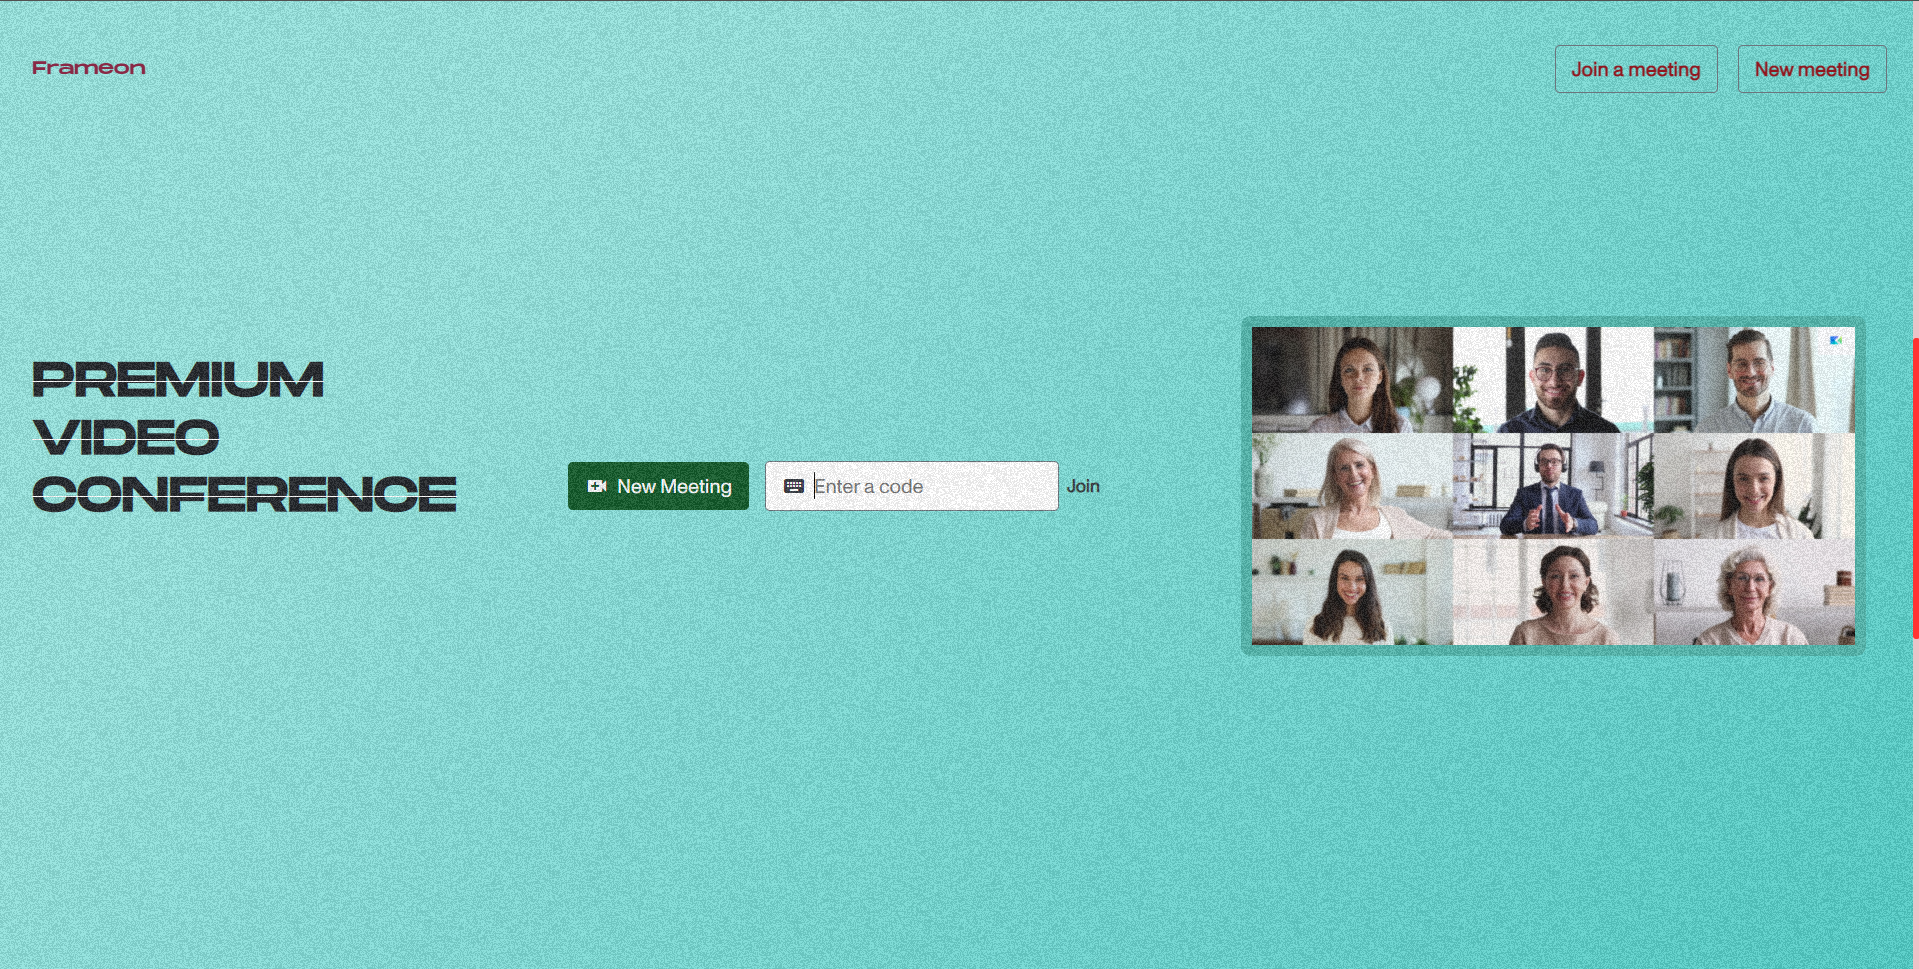 Frameon
Join a meeting
New meeting
PREMIUM
VIDEO
CONFERENCE
New Meeting
Enter a code
Join